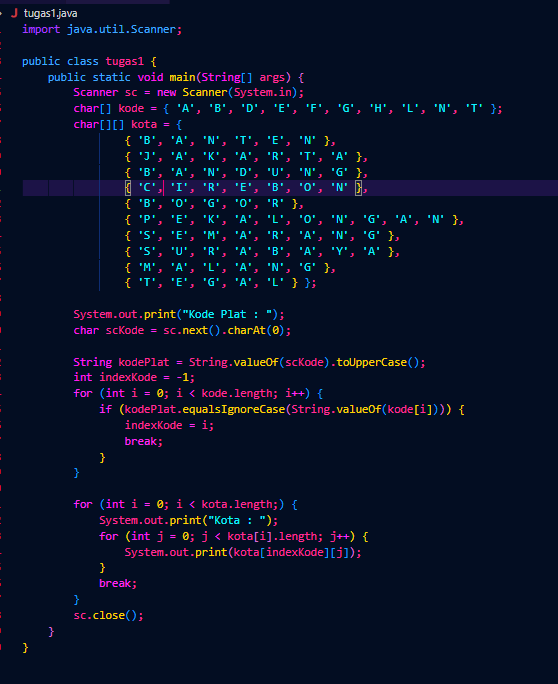 J tugas1.java
import java.util.Scanner;
public class tugas1 {
public static void main(String[] args) {
Scanner sc = new Scanner(System.in);
char[] kode = { 'A', 'B', 'D', 'E', 'F', 'G', 'H', 'L', 'N', 'T' };
char[][] kota = {
{ 'B', 'A', 'N', 'T', 'E', 'N' },
{ 'J', 'A', 'K', 'A', 'R', 'T', 'A' },
{ 'B', 'A', 'N', 'D', 'U', 'N', 'G' },
{ 'C', 'I', 'R', 'E', 'B', 'O', 'N' },
{ 'B', 'O', 'G', 'O', 'R' },
{ 'P', 'E', 'K', 'A', 'L', 'O', 'N', 'G', 'A', 'N' },
{ 'S', 'E', 'M', 'A', 'R', 'A', 'N', 'G' },
{ 'S', 'U', 'R', 'A', 'B', 'A', 'Y', 'A' },
{ 'M', 'A', 'L', 'A', 'N', 'G' },
{ 'T', 'E', 'G', 'A', 'L' } };
System.out.print("Kode Plat : ");
char scKode = sc.next().charAt(0);
String kodePlat = String.valueOf(scKode).toUpperCase();
int indexKode = -1;
for (int i = 0; i < kode.length; i++) {
if (kodePlat.equalsIgnoreCase(String.valueOf(kode[i]))) {
indexKode = i;
break;
}
}
for (int i = 0; i < kota.length;) {
System.out.print("Kota : ");
for (int j = 0; j < kota[i].length; j++) {
System.out.print(kota[indexKode][j]);
}
break;
}
sc.close();
}
}